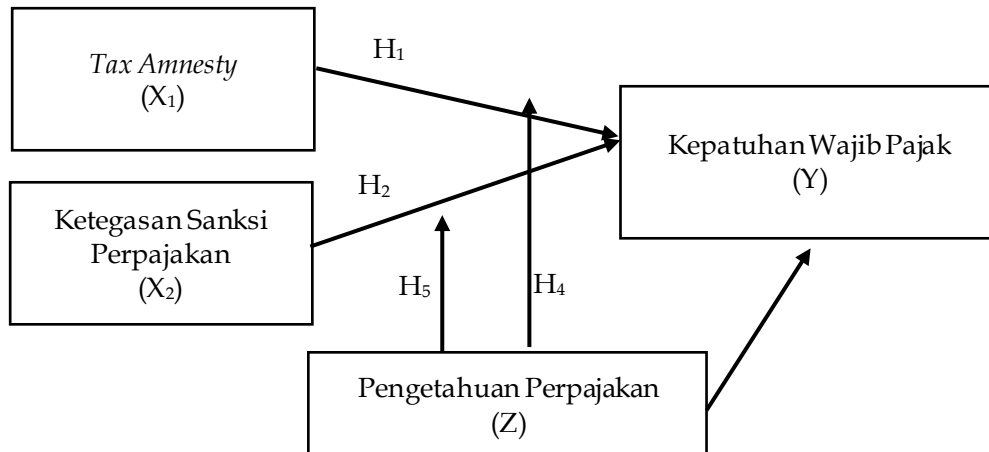 Tax Amnesty
(X₁)
H₁
Kepatuhan Wajib Pajak
(Y)
H₂
Ketegasan Sanksi
Perpajakan
(X₂)
H₅
H₄
Pengetahuan Perpajakan
(Z)